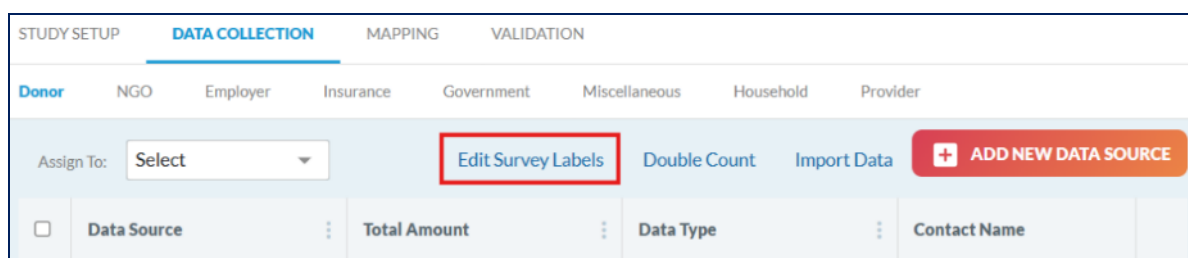 STUDY SETUP DATA COLLECTION MAPPING VALIDATION
Donor NGO Employer Insurance Government Miscellaneous Household Provider
Assign To: Select Edit Survey Labels Double Count Import Data ADD NEW DATA SOURCE
Data Source Total Amount Data Type Contact Name